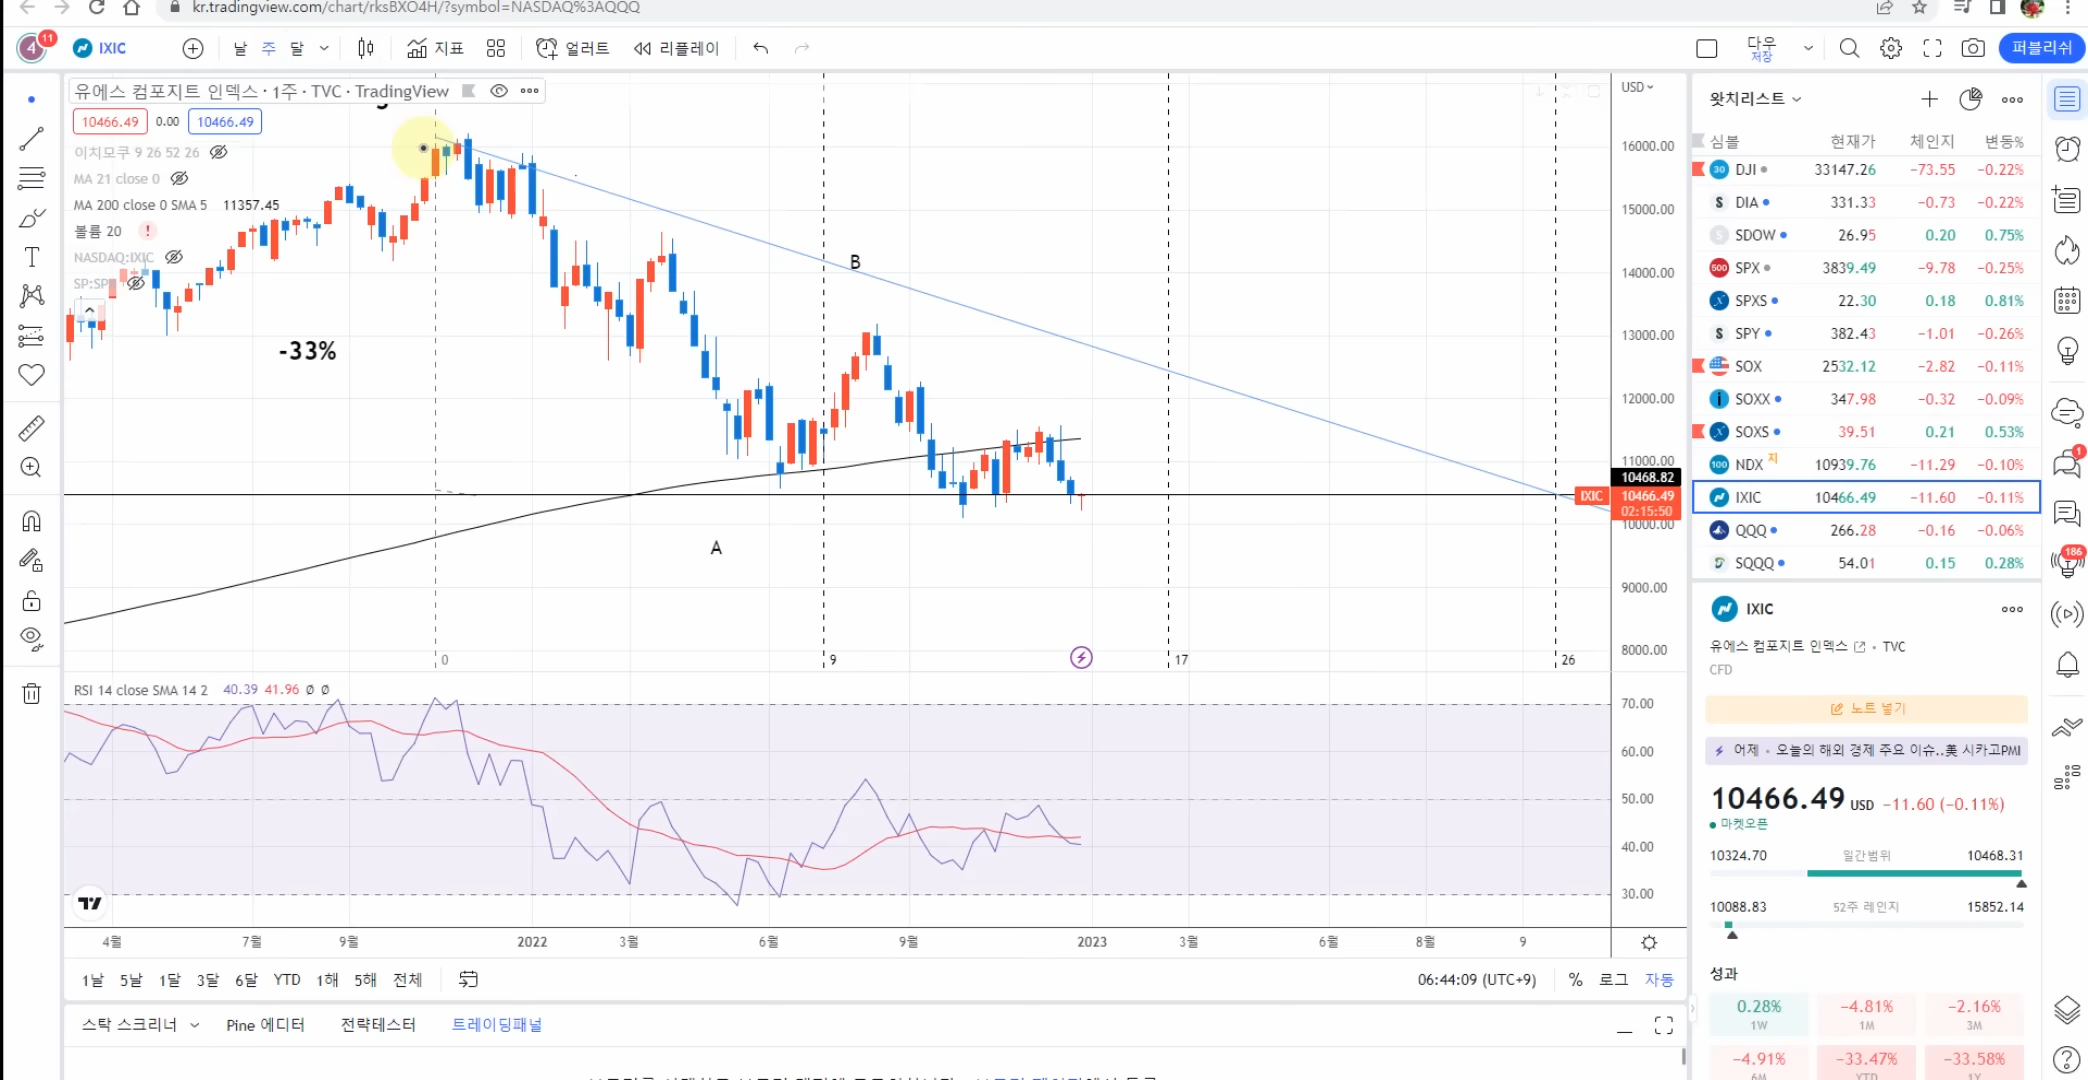 kr.tradingview.com/chart/rksBXO4H/?symbol=NASDAQ%3AQQQ
4 11 IXIC 날 주 달 지표 얼러트 리플레이 다우 저장 퍼블리쉬
유에스 컴포지트 인덱스 · 1주 · TVC · TradingView
10466.49 0.00 10466.49
이치모쿠 9 26 52 26
MA 21 close 0
MA 200 close 0 SMA 5 11357.45
볼륨 20 !
NASDAQ:IXIC
-33%
A
B
0 9 17 26
USD
16000.00
15000.00
14000.00
13000.00
12000.00
11000.00
10468.82
IXIC 10466.49
02:15:50
10000.00
9000.00
8000.00
RSI 14 close SMA 14 2 40.39 41.96 Ø Ø
70.00
60.00
50.00
40.00
30.00
4월 7월 9월 2022 3월 6월 9월 2023 3월 6월 8월 9
1날 5날 1달 3달 6달 YTD 1해 5해 전체
06:44:09 (UTC+9) % 로그 자동
스탁 스크리너 Pine 에디터 전략테스터 트레이딩패널
왓치리스트
심볼 현재가 체인지 변동%
30 DJI 33147.26 -73.55 -0.22%
S DIA 331.33 -0.73 -0.22%
S SDOW 26.95 0.20 0.75%
500 SPX 3839.49 -9.78 -0.25%
SPXS 22.30 0.18 0.81%
S SPY 382.43 -1.01 -0.26%
SOX 2532.12 -2.82 -0.11%
SOXX 347.98 -0.32 -0.09%
SOXS 39.51 0.21 0.53%
100 NDX 지 10939.76 -11.29 -0.10%
IXIC 10466.49 -11.60 -0.11%
QQQ 266.28 -0.16 -0.06%
SQQQ 54.01 0.15 0.28%
IXIC
유에스 컴포지트 인덱스 · TVC
CFD
노트 넣기
어제 · 오늘의 해외 경제 주요 이슈..美 시카고PMI
10466.49 USD -11.60 (-0.11%)
마켓오픈
10324.70 일간범위 10468.31
10088.83 52주 레인지 15852.14
성과
0.28% -4.81% -2.16%
1W 1M 3M
-4.91% -33.47% -33.58%
6M YTD 1Y
1
186